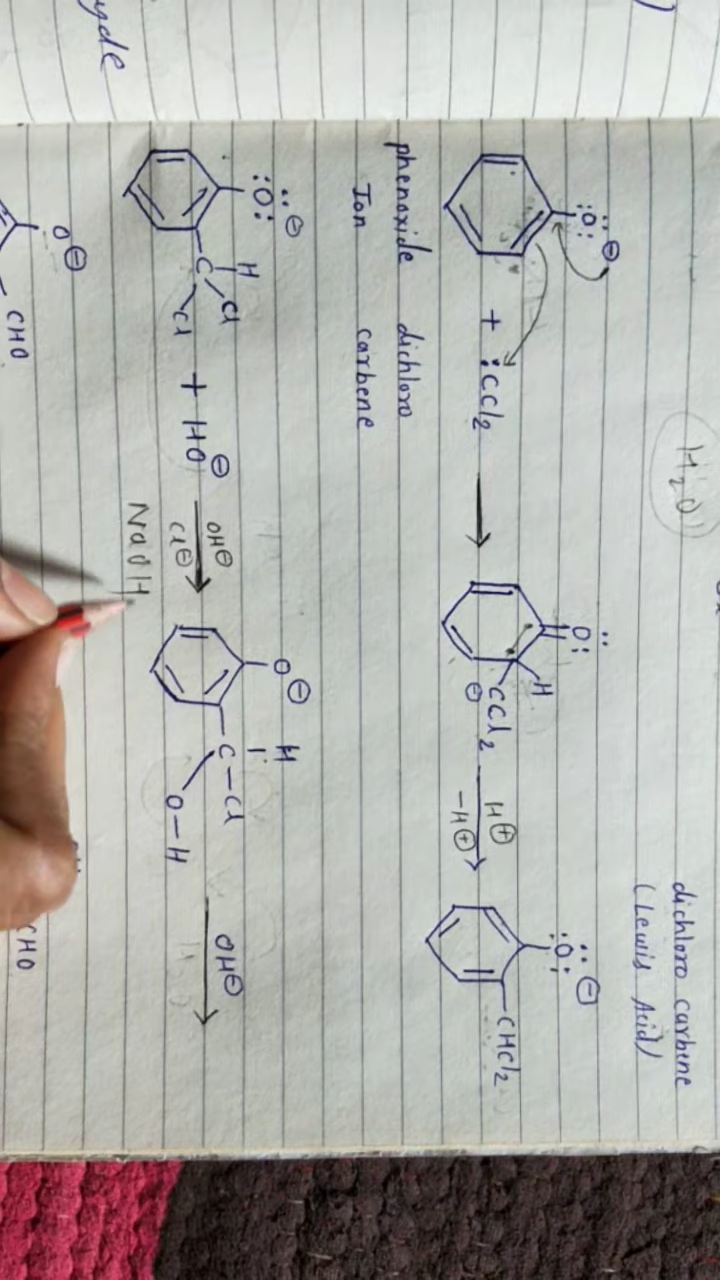 yde
H2O
dichloro carbene
(Lewis Acid)
:Ö: ⊖ + :CCl2 → Ö: H CCl2 ⊖ H⊕ -H⊕ → :Ö: ⊖ CHCl2
phenoxide dichloro
Ion carbene
:Ö: ⊖ H C Cl Cl + HO⊖ OH⊖ Cl⊖ → O⊖ H C-Cl O-H OH⊖ →
NaOH
O⊖ CHO CHO